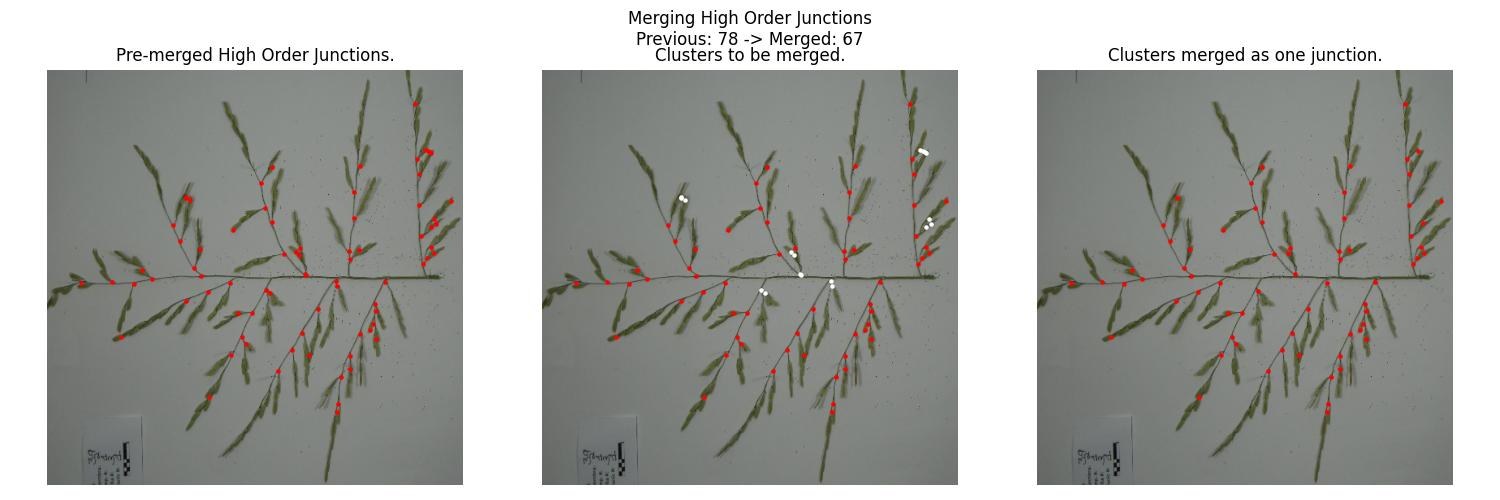 Merging High Order Junctions
Previous: 78 -> Merged: 67
Pre-merged High Order Junctions.
Clusters to be merged.
Clusters merged as one junction.